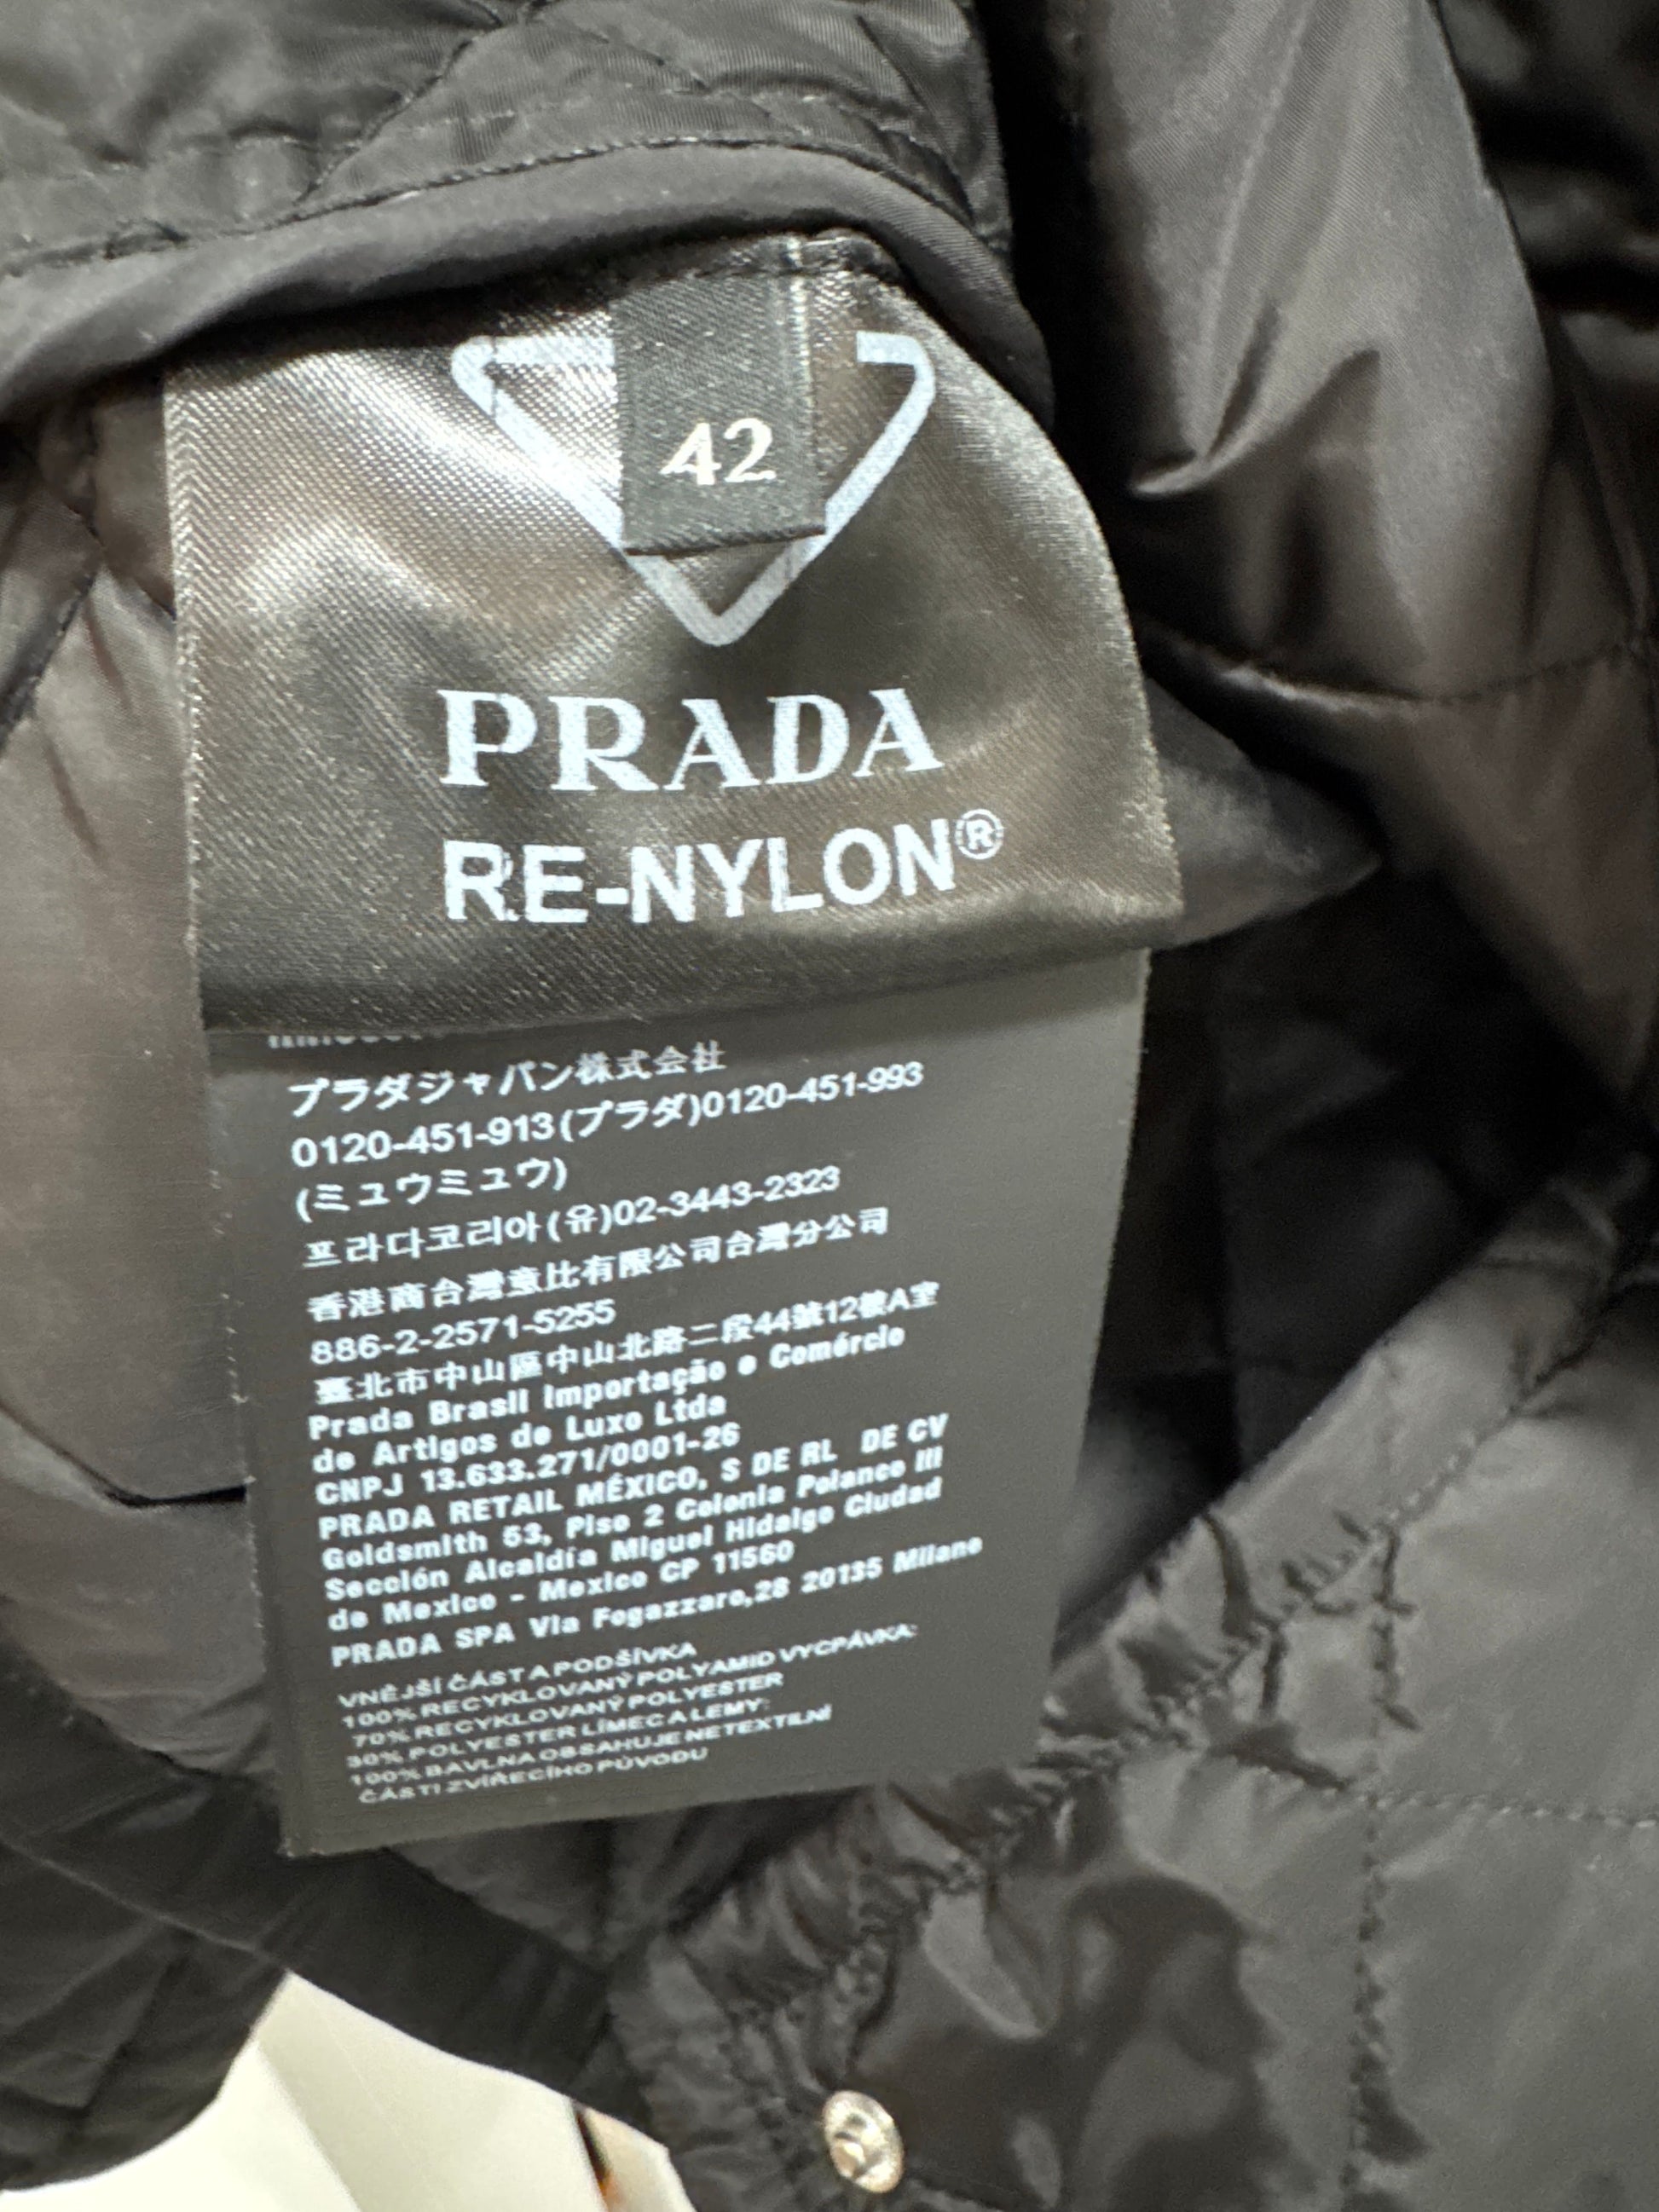 42
PRADA
RE-NYLON®
プラダジャパン株式会社
0120-451-913(プラダ)0120-451-993
(ミュウミュウ)
프라다코리아(유)02-3443-2323
香港商台灣意比有限公司台灣分公司
886-2-2571-5255
臺北市中山區中山北路二段44號12樓A室
Prada Brasil Importação e Comércio
de Artigos de Luxo Ltda
CNPJ 13.633.271/0001-26
PRADA RETAIL MÉXICO, S DE RL DE CV
Goldsmith 53, Piso 2 Colonia Polanco III
Sección Alcaldía Miguel Hidalgo Ciudad
de Mexico - Mexico CP 11560
PRADA SPA Via Fogazzaro,28 20135 Milano
VNĚJŠÍ ČÁST A PODŠÍVKA
100% RECYKLOVANÝ POLYAMID VYCPÁVKA:
70% RECYKLOVANÝ POLYESTER
30% POLYESTER LÍMEC A LEMY:
100% BAVLNA OBSAHUJE NETEXTILNÍ
ČÁSTI ZVÍŘECÍHO PŮVODU